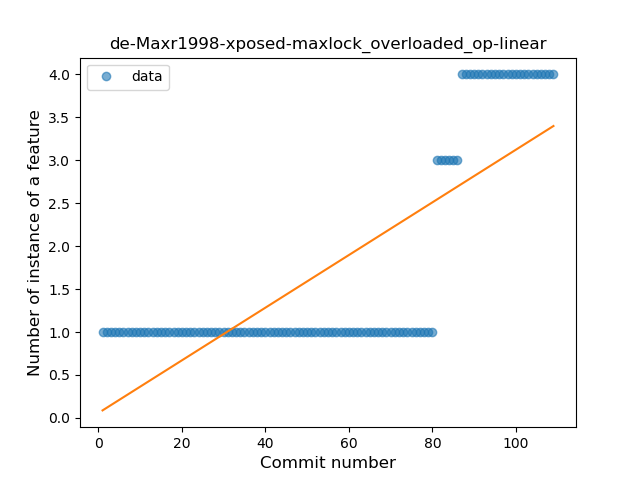 de-Maxr1998-xposed-maxlock_overloaded_op-linear
data
Number of instance of a feature
4.0
3.5
3.0
2.5
2.0
1.5
1.0
0.5
0.0
0 20 40 60 80 100
Commit number